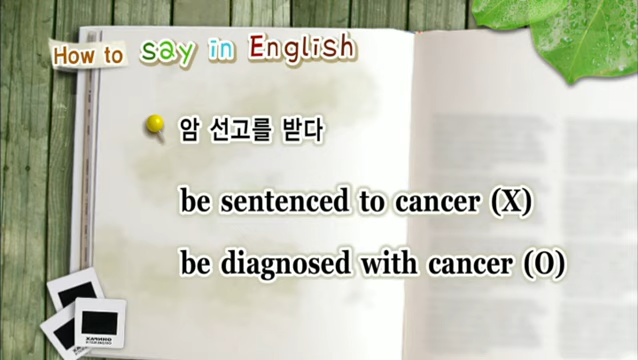 How to say in English
암 선고를 받다
be sentenced to cancer (X)
be diagnosed with cancer (O)